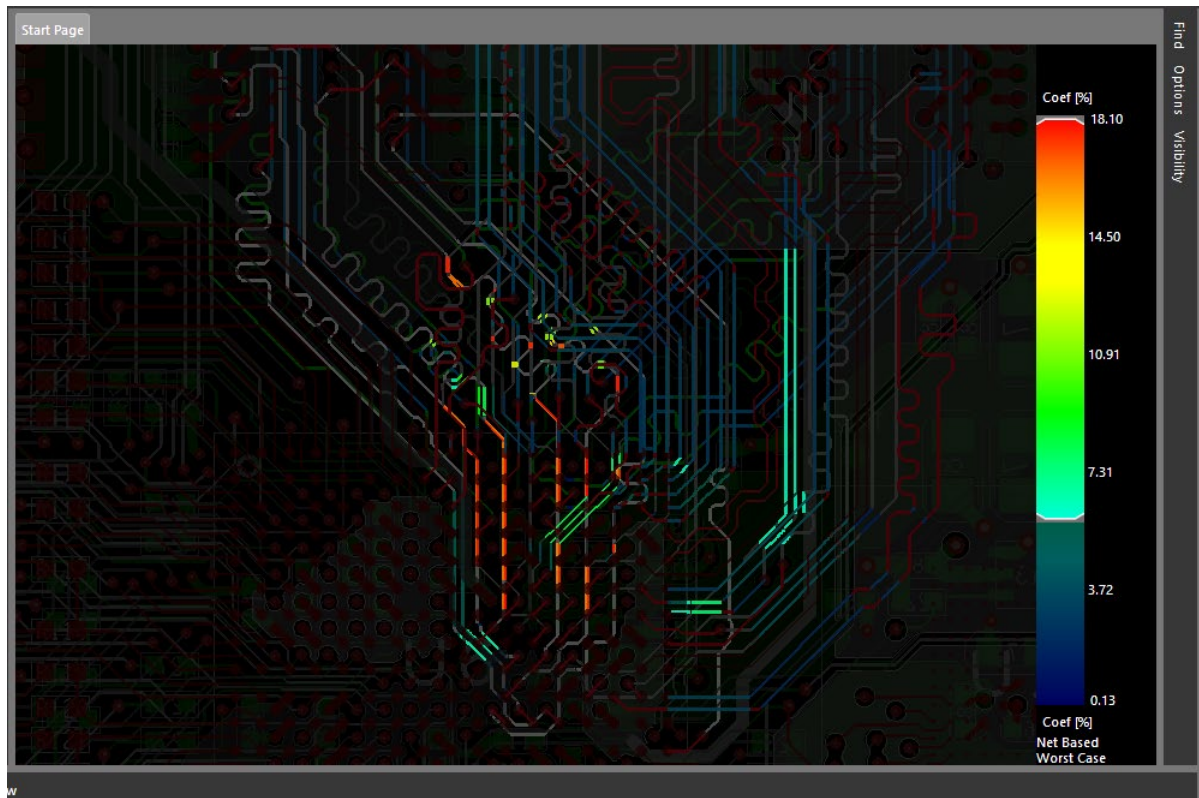 Start Page
Find
Options
Visibility
Coef [%]
18.10
14.50
10.91
7.31
3.72
0.13
Coef [%]
Net Based
Worst Case
w